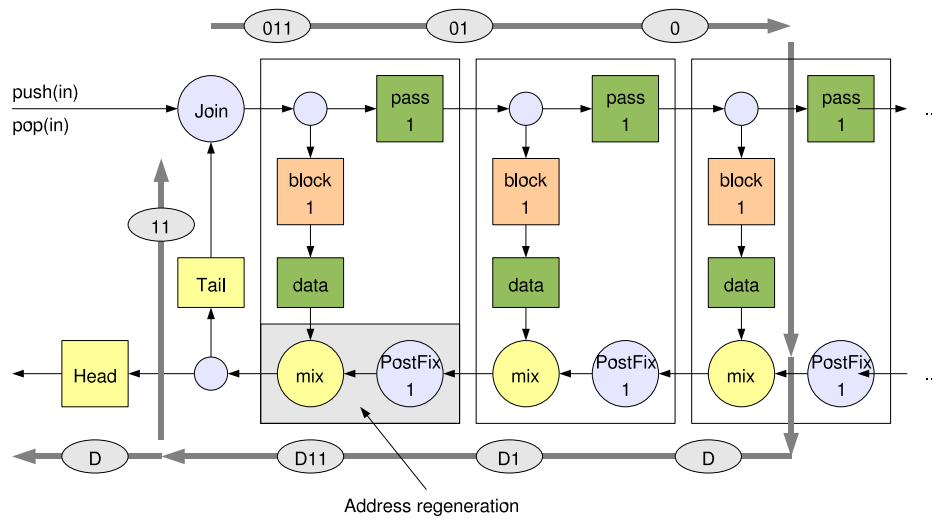 011 01 0
push(in)
pop(in)
Join
pass
1
pass
1
pass
1
..
block
1
block
1
block
1
11
Tail
data
data
data
Head
mix
PostFix
1
mix
PostFix
1
mix
PostFix
1
..
D D11 D1 D
Address regeneration